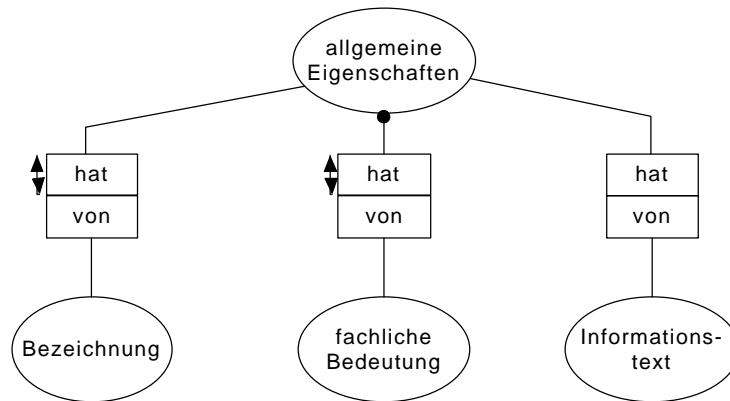 allgemeine
Eigenschaften
hat
hat
hat
von
von
von
Bezeichnung
fachliche
Bedeutung
Informations-
text